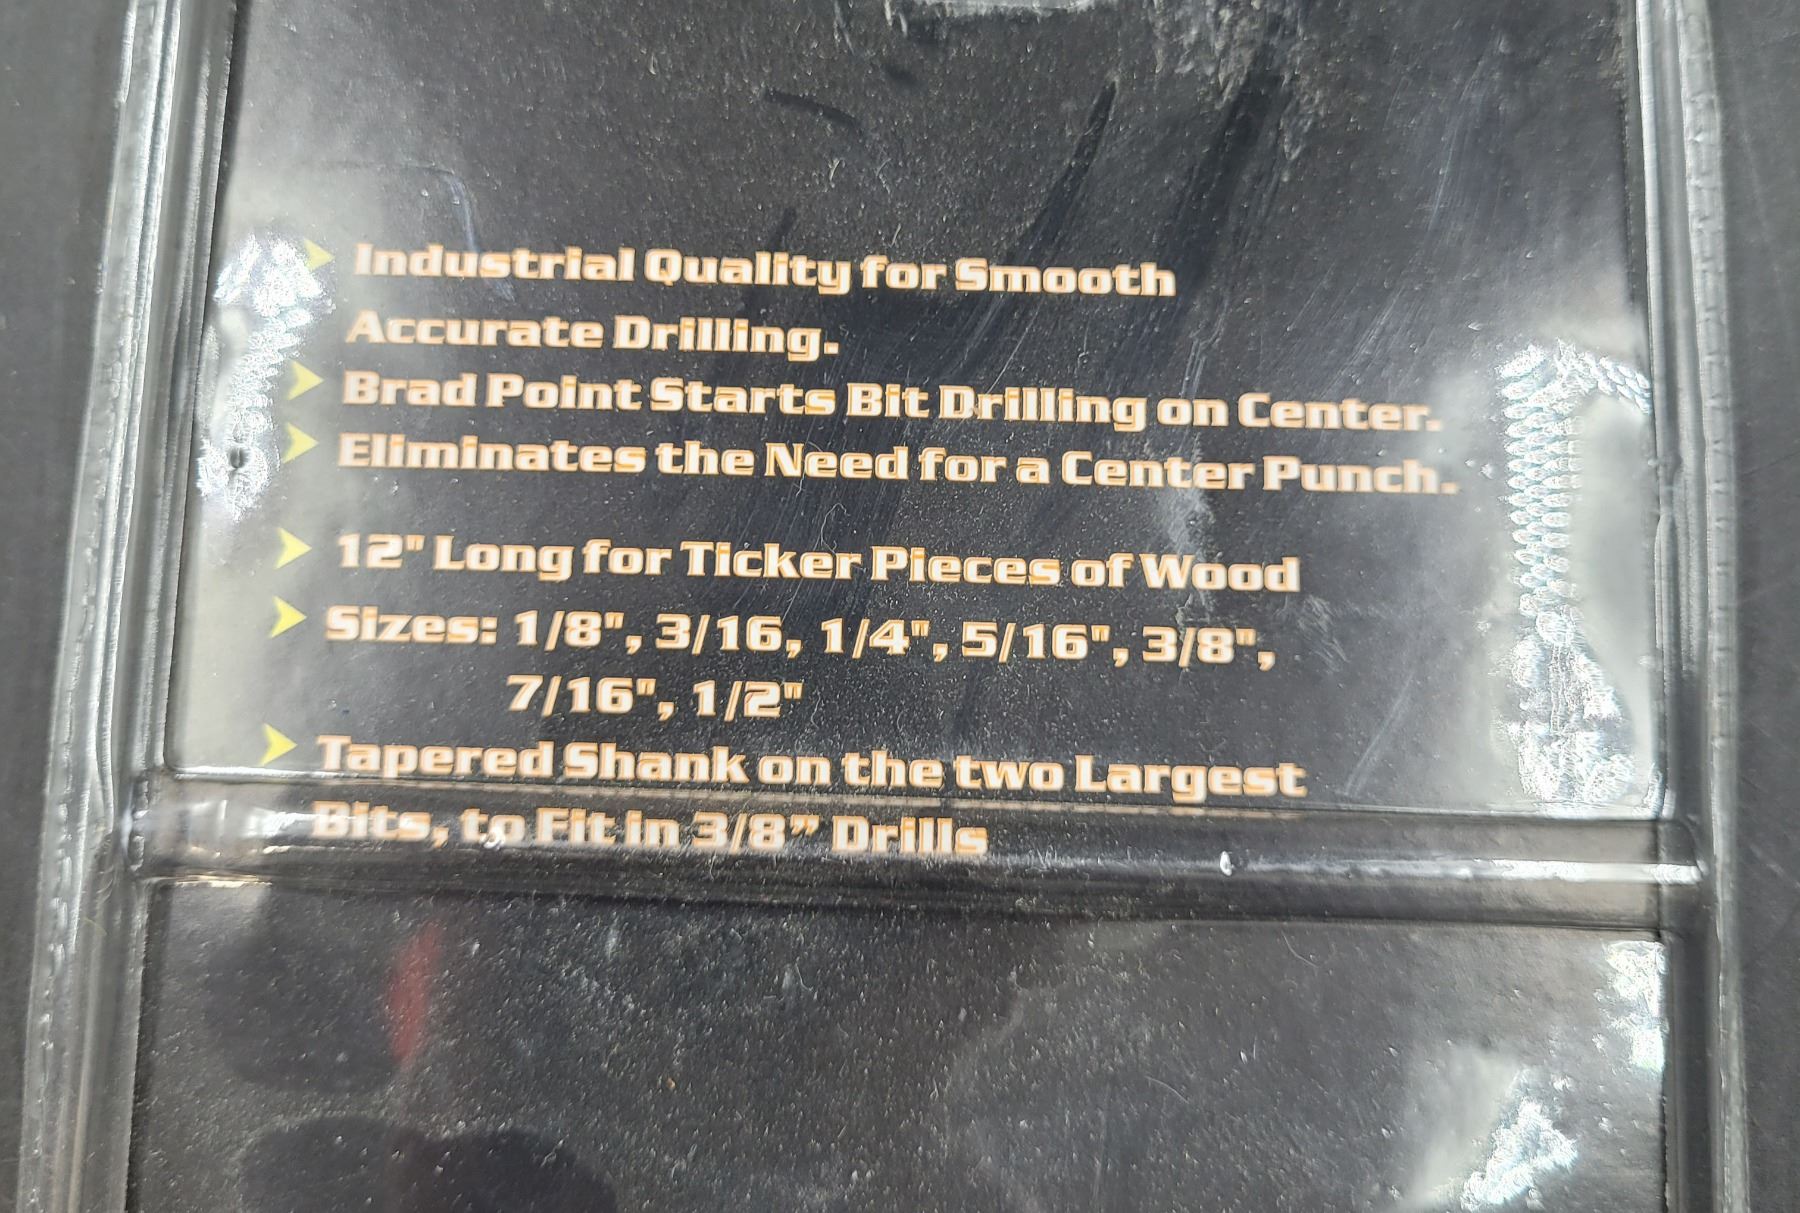 Industrial Quality for Smooth
Accurate Drilling.
Brad Point Starts Bit Drilling on Center.
Eliminates the Need for a Center Punch.
12" Long for Ticker Pieces of Wood
Sizes: 1/8", 3/16, 1/4", 5/16", 3/8",
7/16", 1/2"
Tapered Shank on the two Largest
Bits, to Fit in 3/8” Drills